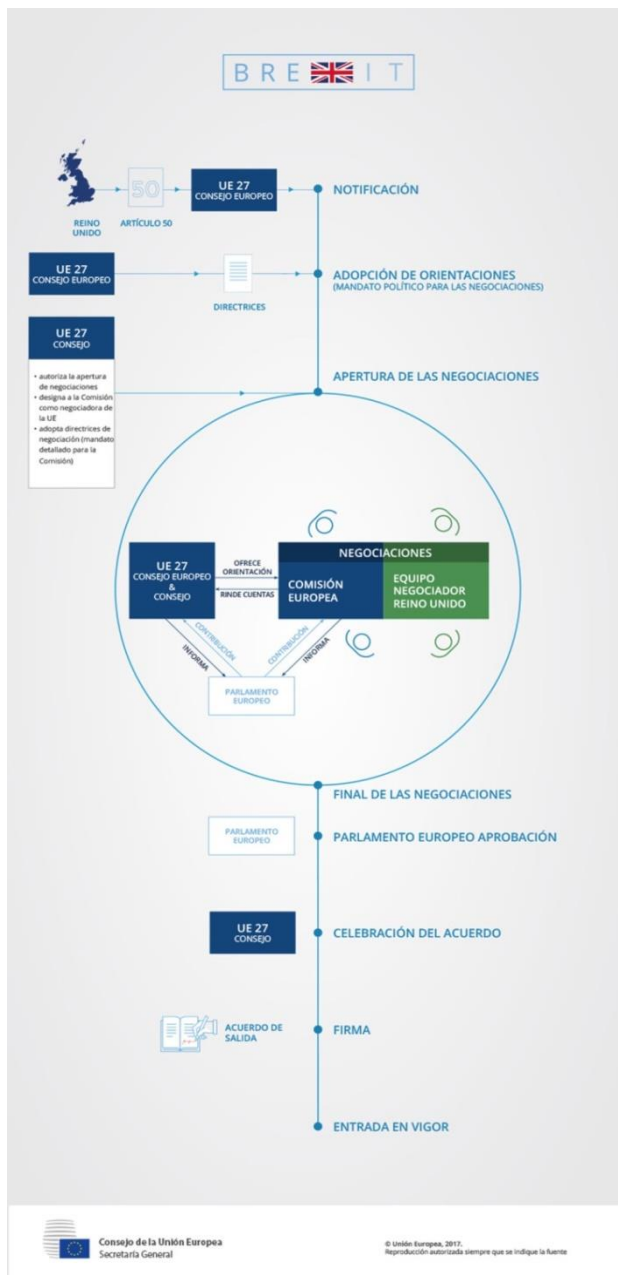 BREXIT
NOTIFICACIÓN
50
UE 27
CONSEJO EUROPEO
REINO
UNIDO
ARTÍCULO 50
UE 27
CONSEJO EUROPEO
DIRECTRICES
ADOPCIÓN DE ORIENTACIONES
(MANDATO POLÍTICO PARA LAS NEGOCIACIONES)
UE 27
CONSEJO
• autoriza la apertura
de negociaciones
• designa a la Comisión
como negociadora de
la UE
• adopta directrices de
negociación (mandato
detallado para la
Comisión)
APERTURA DE LAS NEGOCIACIONES
UE 27
CONSEJO EUROPEO
&
CONSEJO
OFRECE
ORIENTACIÓN
RINDE CUENTAS
NEGOCIACIONES
COMISIÓN
EUROPEA
EQUIPO
NEGOCIADOR
REINO UNIDO
CONTRIBUCIÓN
INFORMA
CONTRIBUCIÓN
INFORMA
PARLAMENTO
EUROPEO
FINAL DE LAS NEGOCIACIONES
PARLAMENTO
EUROPEO
PARLAMENTO EUROPEO APROBACIÓN
UE 27
CONSEJO
CELEBRACIÓN DEL ACUERDO
ACUERDO DE
SALIDA
FIRMA
ENTRADA EN VIGOR
Consejo de la Unión Europea
Secretaría General
© Unión Europea, 2017.
Reproducción autorizada siempre que se indique la fuente